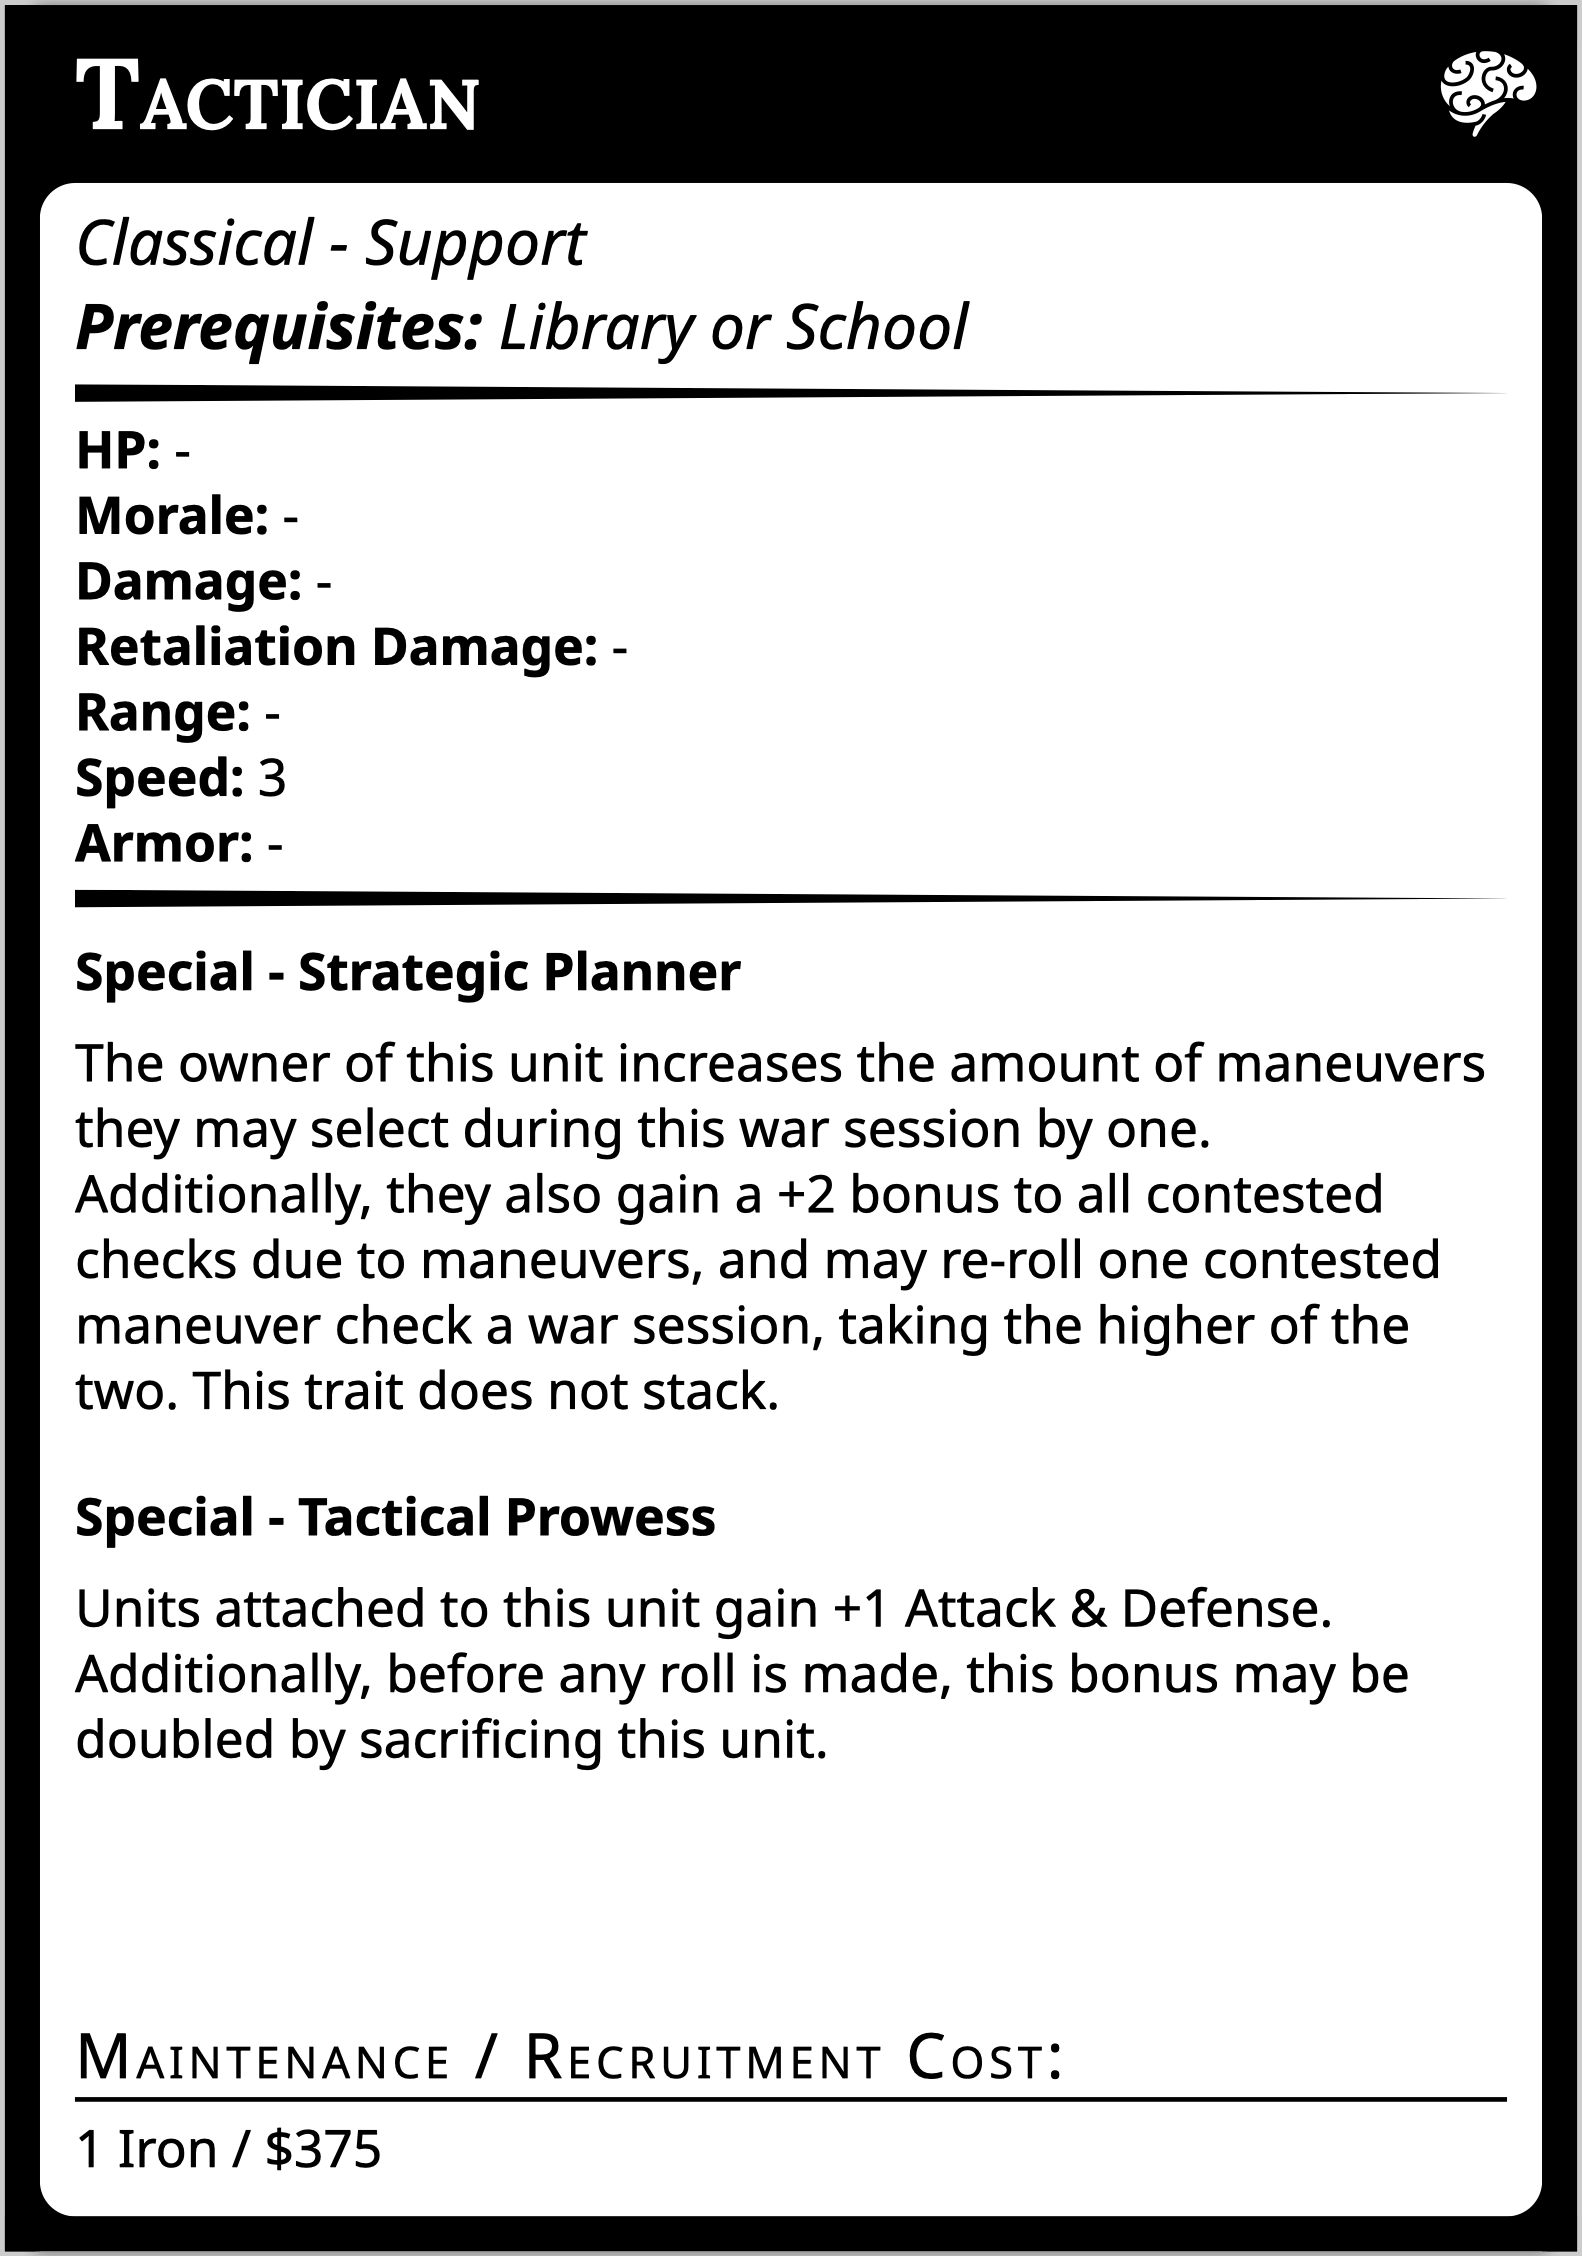 Tactician
Classical - Support
Prerequisites: Library or School
HP: -
Morale: -
Damage: -
Retaliation Damage: -
Range: -
Speed: 3
Armor: -
Special - Strategic Planner
The owner of this unit increases the amount of maneuvers
they may select during this war session by one.
Additionally, they also gain a +2 bonus to all contested
checks due to maneuvers, and may re-roll one contested
maneuver check a war session, taking the higher of the
two. This trait does not stack.
Special - Tactical Prowess
Units attached to this unit gain +1 Attack & Defense.
Additionally, before any roll is made, this bonus may be
doubled by sacrificing this unit.
Maintenance / Recruitment Cost:
1 Iron / $375